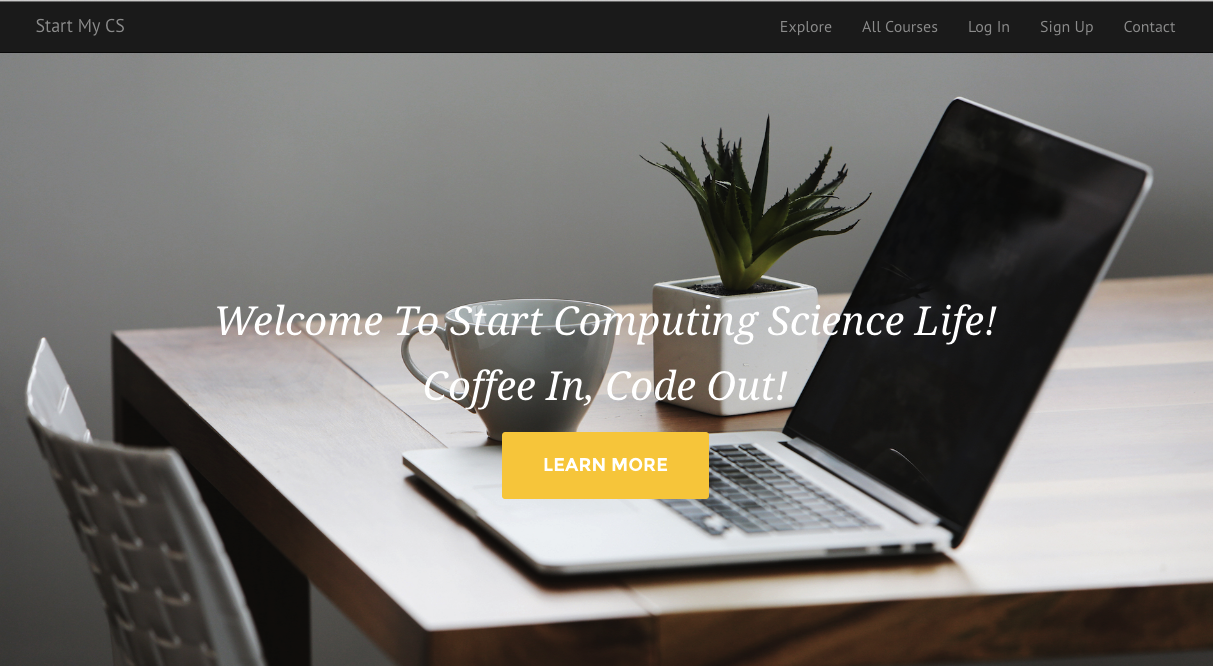 Start My CS
Explore All Courses Log In Sign Up Contact
Welcome To Start Computing Science Life!
Coffee In, Code Out!
LEARN MORE